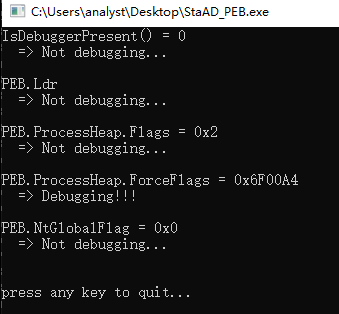 C:\Users\analyst\Desktop\StaAD_PEB.exe
IsDebuggerPresent() = 0
=> Not debugging...
PEB.Ldr
=> Not debugging...
PEB.ProcessHeap.Flags = 0x2
=> Not debugging...
PEB.ProcessHeap.ForceFlags = 0x6F00A4
=> Debugging!!!
PEB.NtGlobalFlag = 0x0
=> Not debugging...
press any key to quit...